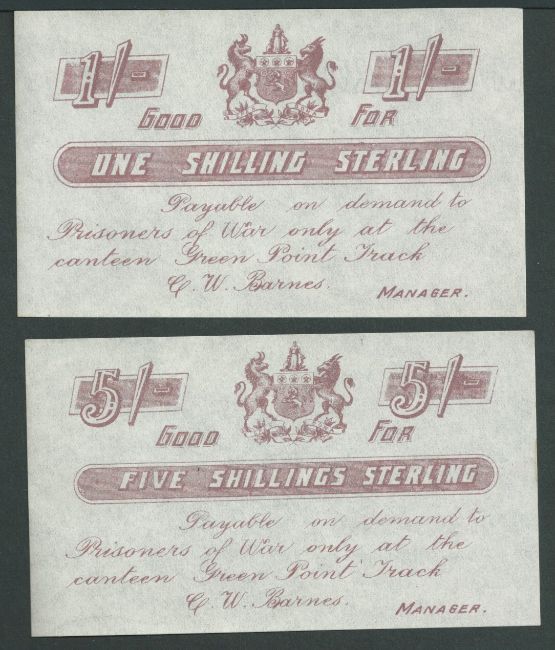 1/- 1/-
Good For
ONE SHILLING STERLING
Payable on demand to
Prisoners of War only at the
canteen Green Point Track
C. W. Barnes.
MANAGER.
5/- 5/-
Good For
FIVE SHILLINGS STERLING
Payable on demand to
Prisoners of War only at the
canteen Green Point Track
C. W. Barnes.
MANAGER.